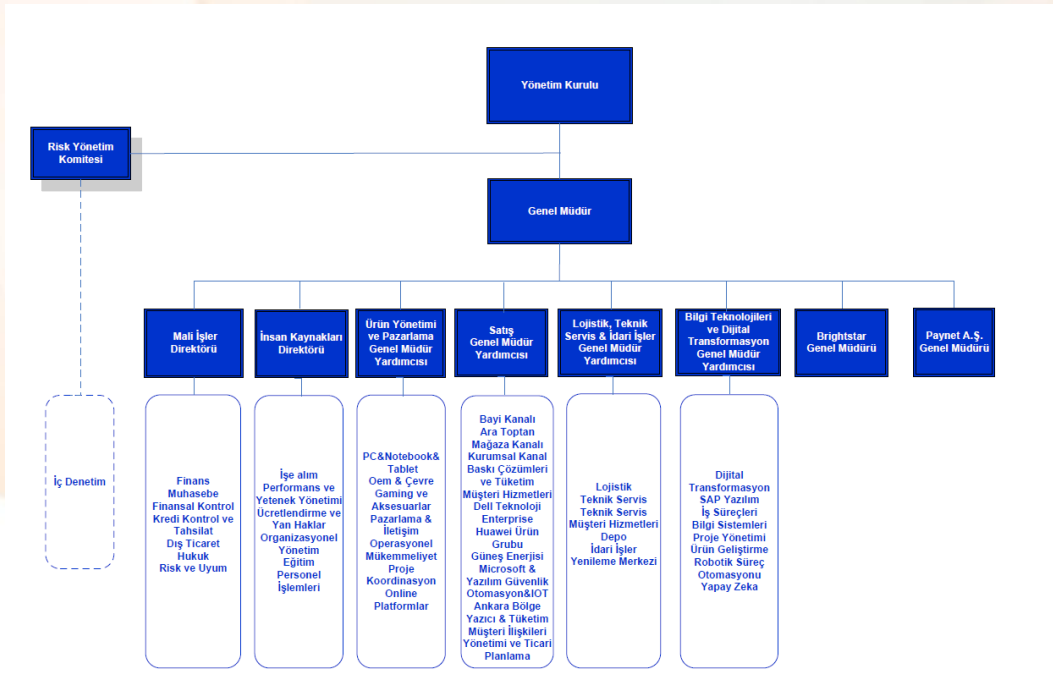 Yönetim Kurulu
Risk Yönetim
Komitesi
Genel Müdür
Mali İşler
Direktörü
İnsan Kaynakları
Direktörü
Ürün Yönetimi
ve Pazarlama
Genel Müdür
Yardımcısı
Satış
Genel Müdür
Yardımcısı
Lojistik, Teknik
Servis & İdari İşler
Genel Müdür
Yardımcısı
Bilgi Teknolojileri
ve Dijital
Transformasyon
Genel Müdür
Yardımcısı
Brightstar
Genel Müdürü
Paynet A.Ş.
Genel Müdürü
İç Denetim
Finans
Muhasebe
Finansal Kontrol
Kredi Kontrol ve
Tahsilat
Dış Ticaret
Hukuk
Risk ve Uyum
İşe alım
Performans ve
Yetenek Yönetimi
Ücretlendirme ve
Yan Haklar
Organizasyonel
Yönetim
Eğitim
Personel
İşlemleri
PC&Notebook&
Tablet
Oem & Çevre
Gaming ve
Aksesuarlar
Pazarlama &
İletişim
Operasyonel
Mükemmeliyet
Proje
Koordinasyon
Online
Platformlar
Bayi Kanalı
Ara Toptan
Mağaza Kanalı
Kurumsal Kanal
Baskı Çözümleri
ve Tüketim
Müşteri Hizmetleri
Dell Teknoloji
Enterprise
Huawei Ürün
Grubu
Güneş Enerjisi
Microsoft &
Yazılım Güvenlik
Otomasyon&IOT
Ankara Bölge
Yazıcı & Tüketim
Müşteri İlişkileri
Yönetimi ve Ticari
Planlama
Lojistik
Teknik Servis
Teknik Servis
Müşteri Hizmetleri
Depo
İdari İşler
Yenileme Merkezi
Dijital
Transformasyon
SAP Yazılım
İş Süreçleri
Bilgi Sistemleri
Proje Yönetimi
Ürün Geliştirme
Robotik Süreç
Otomasyonu
Yapay Zeka